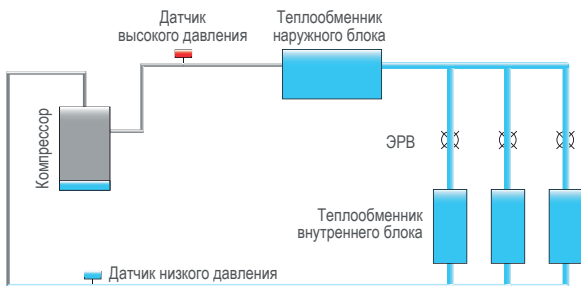 Датчик
высокого давления
Теплообменник
наружного блока
Компрессор
ЭРВ
Теплообменник
внутреннего блока
Датчик низкого давления